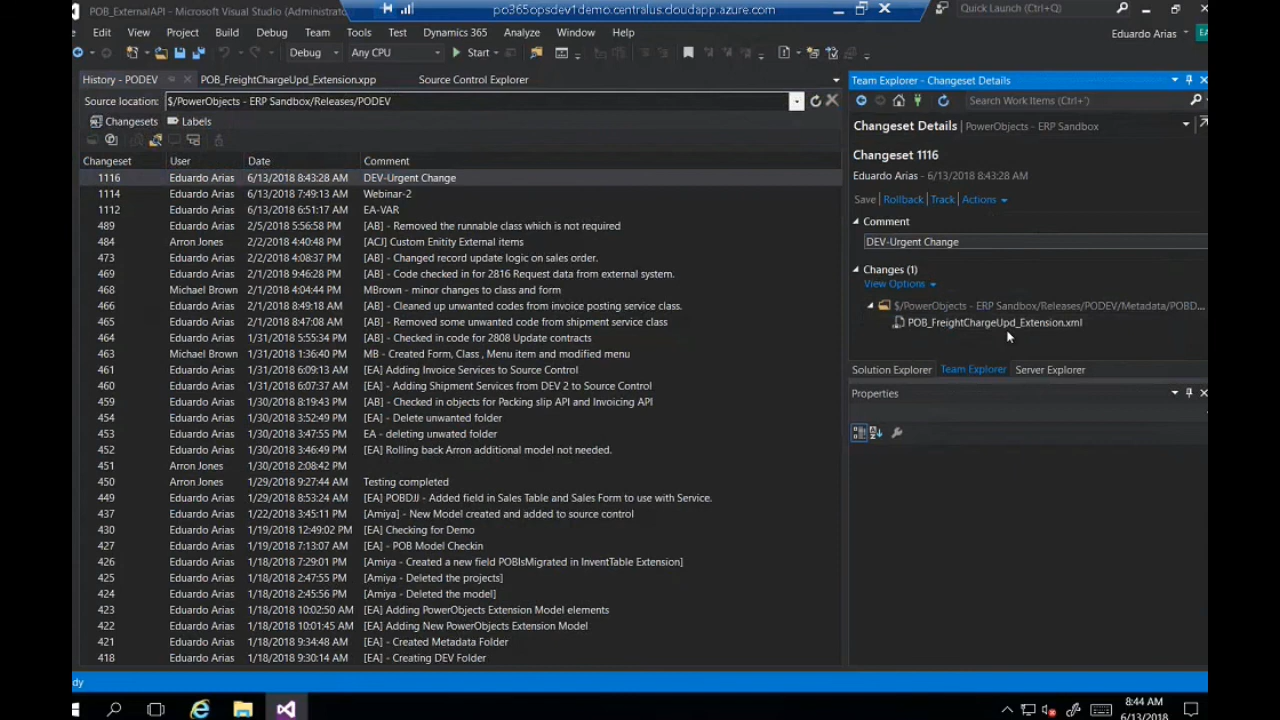 POB_ExternalAPI - Microsoft Visual Studio (Administrato
po365opsdev1demo.centralus.cloudapp.azure.com
Quick Launch (Ctrl+Q)
Edit View Project Build Debug Team Tools Test Dynamics 365 Analyze Window Help
Eduardo Arias EA
Debug Any CPU Start
History - PODEV POB_FreightChargeUpd_Extension.xpp Source Control Explorer
Source location: $/PowerObjects - ERP Sandbox/Releases/PODEV
Changesets Labels
Changeset User Date Comment
1116 Eduardo Arias 6/13/2018 8:43:28 AM DEV-Urgent Change
1114 Eduardo Arias 6/13/2018 7:49:13 AM Webinar-2
1112 Eduardo Arias 6/13/2018 6:51:17 AM EA-VAR
489 Eduardo Arias 2/5/2018 5:56:58 PM [AB] - Removed the runnable class which is not required
484 Arron Jones 2/2/2018 4:40:48 PM [ACJ] Custom Enitity External items
473 Eduardo Arias 2/2/2018 4:08:37 PM [AB] - Changed record update logic on sales order.
469 Eduardo Arias 2/1/2018 9:46:28 PM [AB] - Code checked in for 2816 Request data from external system.
468 Michael Brown 2/1/2018 4:04:44 PM MBrown - minor changes to class and form
466 Eduardo Arias 2/1/2018 8:49:18 AM [AB] - Cleaned up unwanted codes from invoice posting service class.
465 Eduardo Arias 2/1/2018 8:47:08 AM [AB] - Removed some unwanted code from shipment service class
464 Eduardo Arias 1/31/2018 5:55:34 PM [AB] - Checked in code for 2808 Update contracts
463 Michael Brown 1/31/2018 1:36:40 PM MB - Created Form, Class , Menu item and modified menu
461 Eduardo Arias 1/31/2018 6:09:13 AM [EA] Adding Invoice Services to Source Control
460 Eduardo Arias 1/31/2018 6:07:37 AM [EA] - Adding Shipment Services from DEV 2 to Source Control
459 Eduardo Arias 1/30/2018 8:19:43 PM [AB] - Checked in objects for Packing slip API and Invoicing API
454 Eduardo Arias 1/30/2018 3:52:49 PM [EA] - Delete unwanted folder
453 Eduardo Arias 1/30/2018 3:47:55 PM EA - deleting unwated folder
452 Eduardo Arias 1/30/2018 3:46:49 PM [EA] Rolling back Arron additional model not needed.
451 Arron Jones 1/30/2018 2:08:42 PM
450 Arron Jones 1/29/2018 9:27:44 AM Testing completed
449 Eduardo Arias 1/29/2018 8:53:24 AM [EA] POBDJJ - Added field in Sales Table and Sales Form to use with Service.
437 Eduardo Arias 1/22/2018 3:45:11 PM [Amiya] - New Model created and added to source control
430 Eduardo Arias 1/19/2018 12:49:02 PM [EA] Checking for Demo
427 Eduardo Arias 1/19/2018 7:13:07 AM [EA] - POB Model Checkin
426 Eduardo Arias 1/18/2018 7:29:01 PM [Amiya - Created a new field POBIsMigrated in InventTable Extension]
425 Eduardo Arias 1/18/2018 2:47:55 PM [Amiya - Deleted the projects]
424 Eduardo Arias 1/18/2018 2:45:56 PM [Amiya - Deleted the model]
423 Eduardo Arias 1/18/2018 10:02:50 AM [EA] Adding PowerObjects Extension Model elements
422 Eduardo Arias 1/18/2018 10:01:45 AM [EA] Adding New PowerObjects Extension Model
421 Eduardo Arias 1/18/2018 9:34:48 AM [EA] - Created Metadata Folder
418 Eduardo Arias 1/18/2018 9:30:14 AM [EA] - Creating DEV Folder
Team Explorer - Changeset Details
Search Work Items (Ctrl+')
Changeset Details | PowerObjects - ERP Sandbox
Changeset 1116
Eduardo Arias - 6/13/2018 8:43:28 AM
Save Rollback Track Actions
Comment
DEV-Urgent Change
Changes (1)
View Options
$/PowerObjects - ERP Sandbox/Releases/PODEV/Metadata/POBD...
POB_FreightChargeUpd_Extension.xml
Solution Explorer Team Explorer Server Explorer
Properties
dy
8:44 AM
6/13/2018